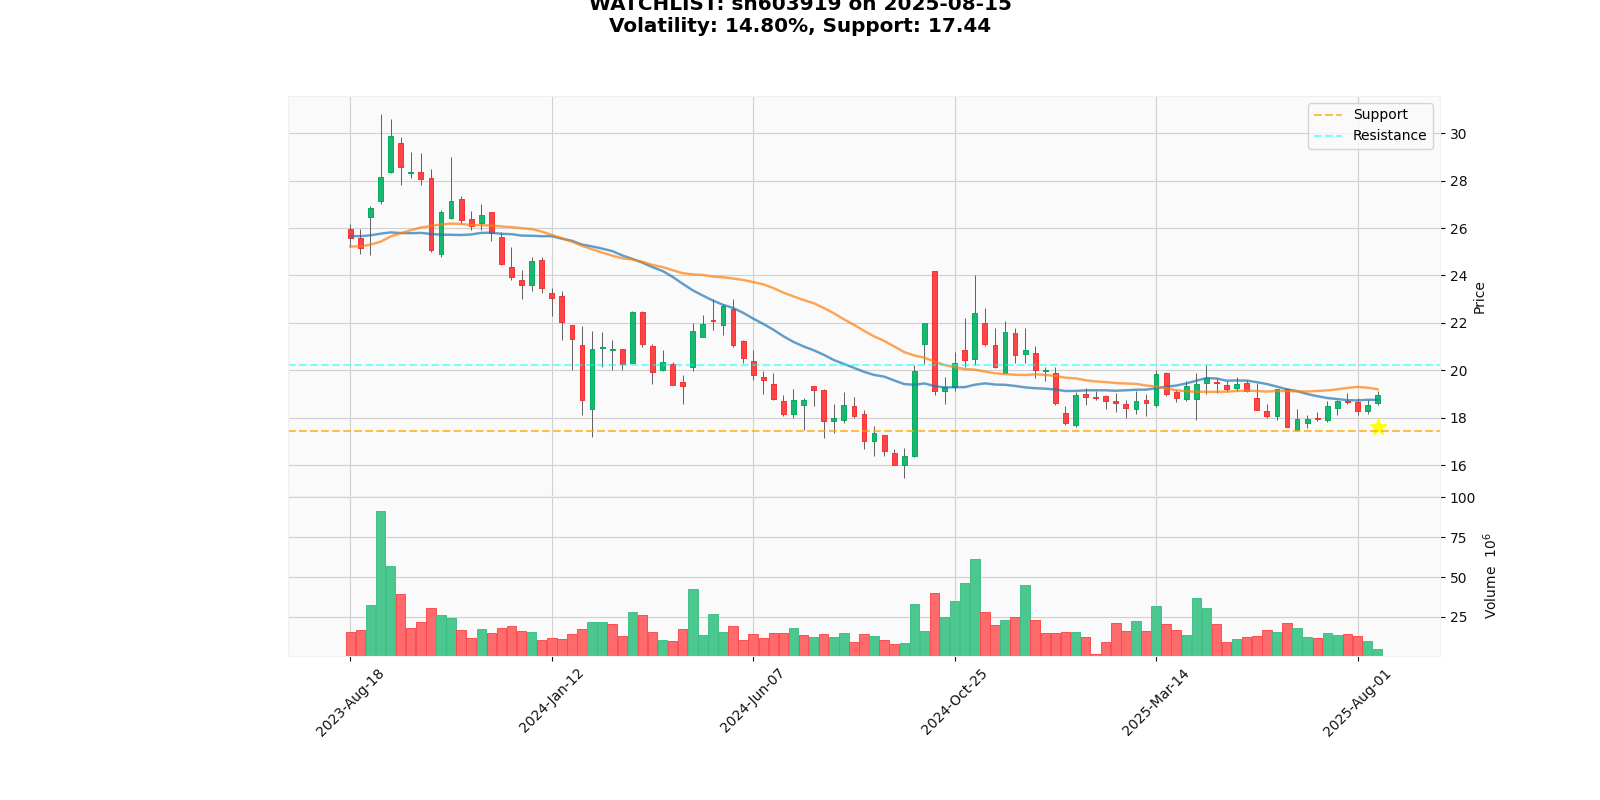 WATCHLIST: sh603919 on 2025-08-15
Volatility: 14.80%, Support: 17.44
Support
Resistance
30
28
26
24
22
20
18
16
Price
100
75
50
25
Volume 10⁶
2023-Aug-18
2024-Jan-12
2024-Jun-07
2024-Oct-25
2025-Mar-14
2025-Aug-01